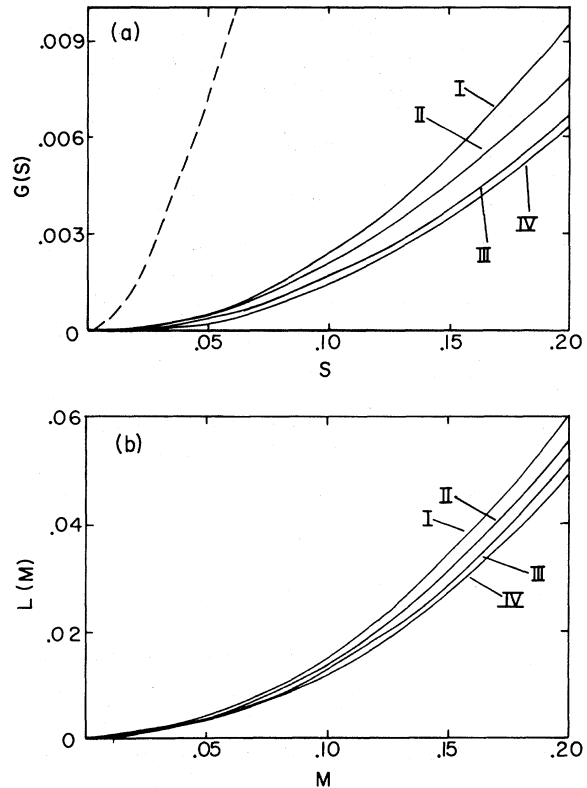 (a)
.009
.006
.003
0
G(S)
I
II
III
IV
.05
.10
.15
.20
S
(b)
.06
.04
.02
0
L (M)
I
II
III
IV
.05
.10
.15
.20
M